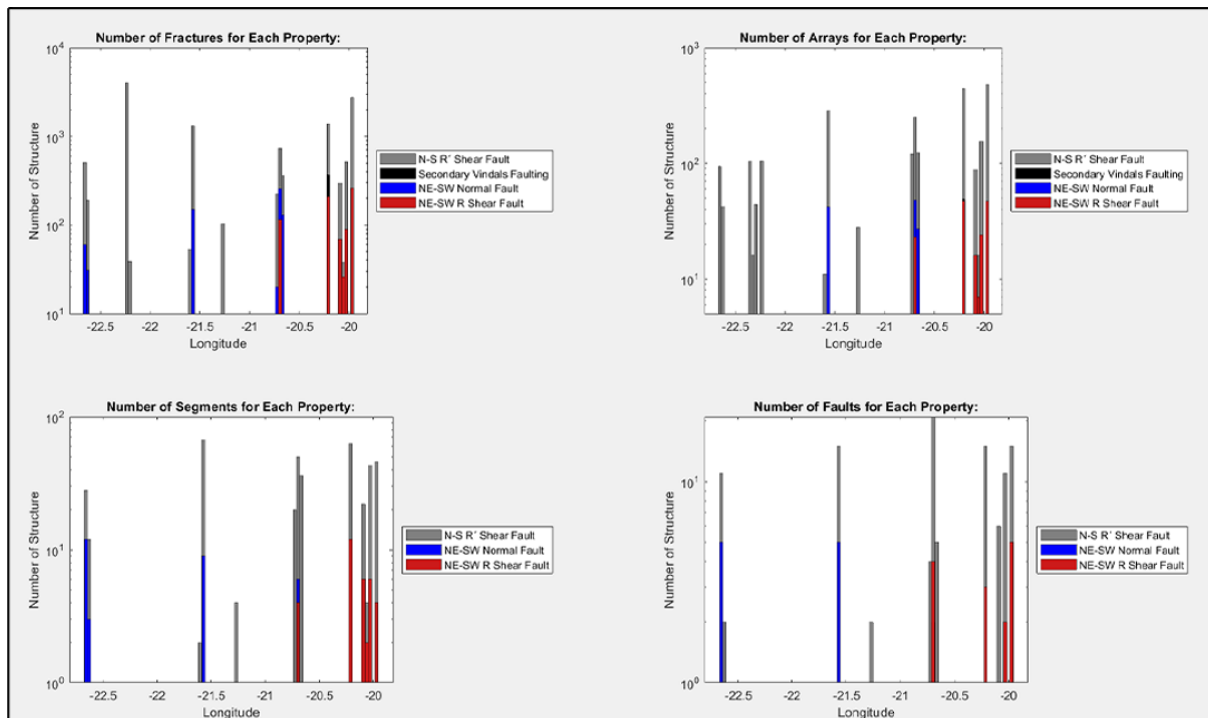 Number of Fractures for Each Property:
10^4
10^3
10^2
10^1
Number of Structure
-22.5 -22 -21.5 -21 -20.5 -20
Longitude
N-S R´ Shear Fault
Secondary Vindals Faulting
NE-SW Normal Fault
NE-SW R Shear Fault
Number of Arrays for Each Property:
10^3
10^2
10^1
Number of Structure
-22.5 -22 -21.5 -21 -20.5 -20
Longitude
N-S R´ Shear Fault
Secondary Vindals Faulting
NE-SW Normal Fault
NE-SW R Shear Fault
Number of Segments for Each Property:
10^2
10^1
10^0
Number of Structure
-22.5 -22 -21.5 -21 -20.5 -20
Longitude
N-S R´ Shear Fault
NE-SW Normal Fault
NE-SW R Shear Fault
Number of Faults for Each Property:
10^1
10^0
Number of Structure
-22.5 -22 -21.5 -21 -20.5 -20
Longitude
N-S R´ Shear Fault
NE-SW Normal Fault
NE-SW R Shear Fault